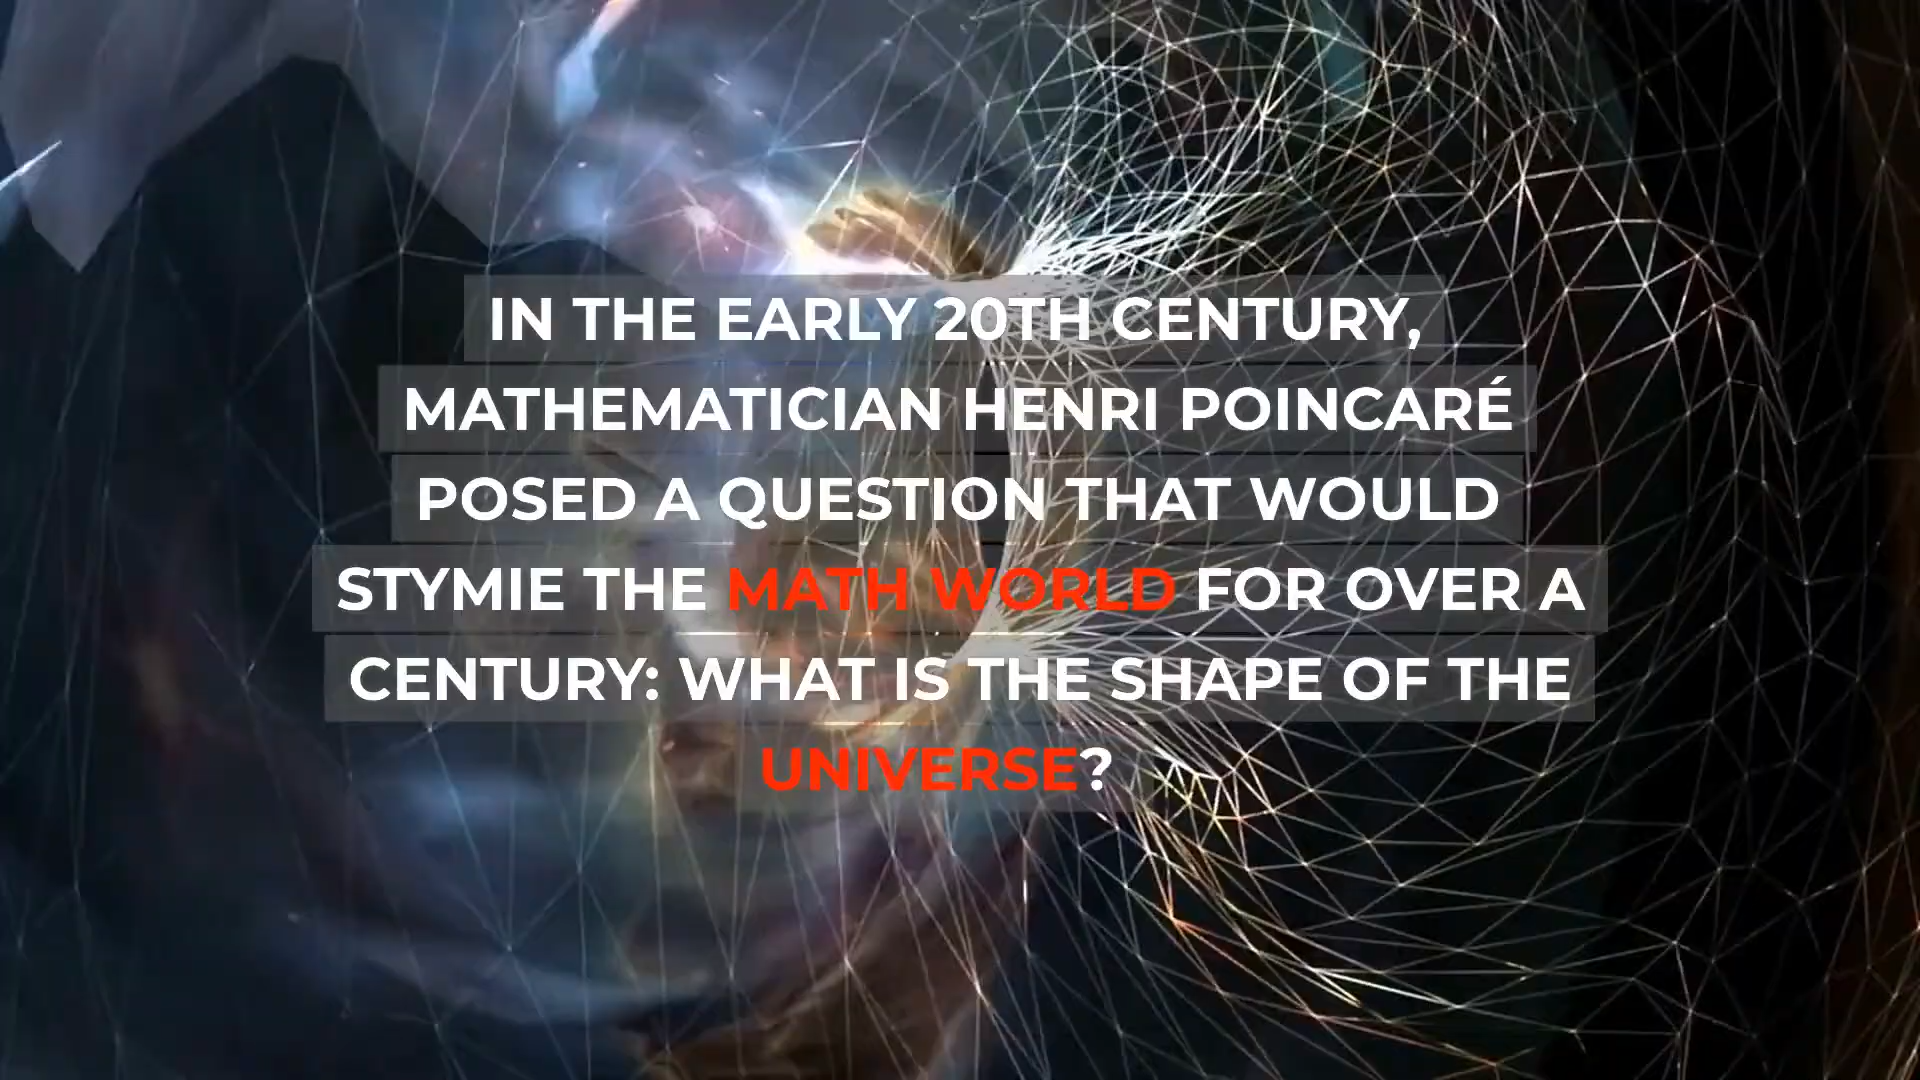 IN THE EARLY 20TH CENTURY,
MATHEMATICIAN HENRI POINCARÉ
POSED A QUESTION THAT WOULD
STYMIE THE MATH WORLD FOR OVER A
CENTURY: WHAT IS THE SHAPE OF THE
UNIVERSE?